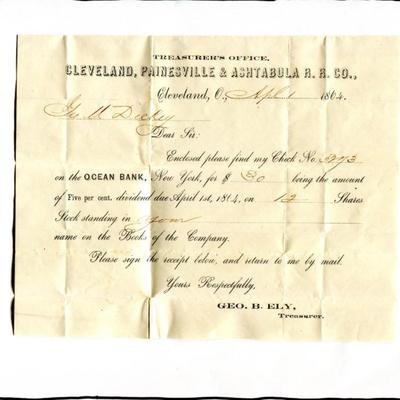 TREASURER'S OFFICE,
CLEVELAND, PAINESVILLE & ASHTABULA R. R. CO.,
Cleveland, O., Apl 1 1864.
Dear Sir:
Enclosed please find my Check No.
on the OCEAN BANK, New York, for $ 60 being the amount
of Five per cent. dividend due April 1st, 1864, on 12 Shares
Stock standing in your
name on the Books of the Company.
Please sign the receipt below, and return to me by mail.
Yours Respectfully,
GEO. B. ELY,
Treasurer.